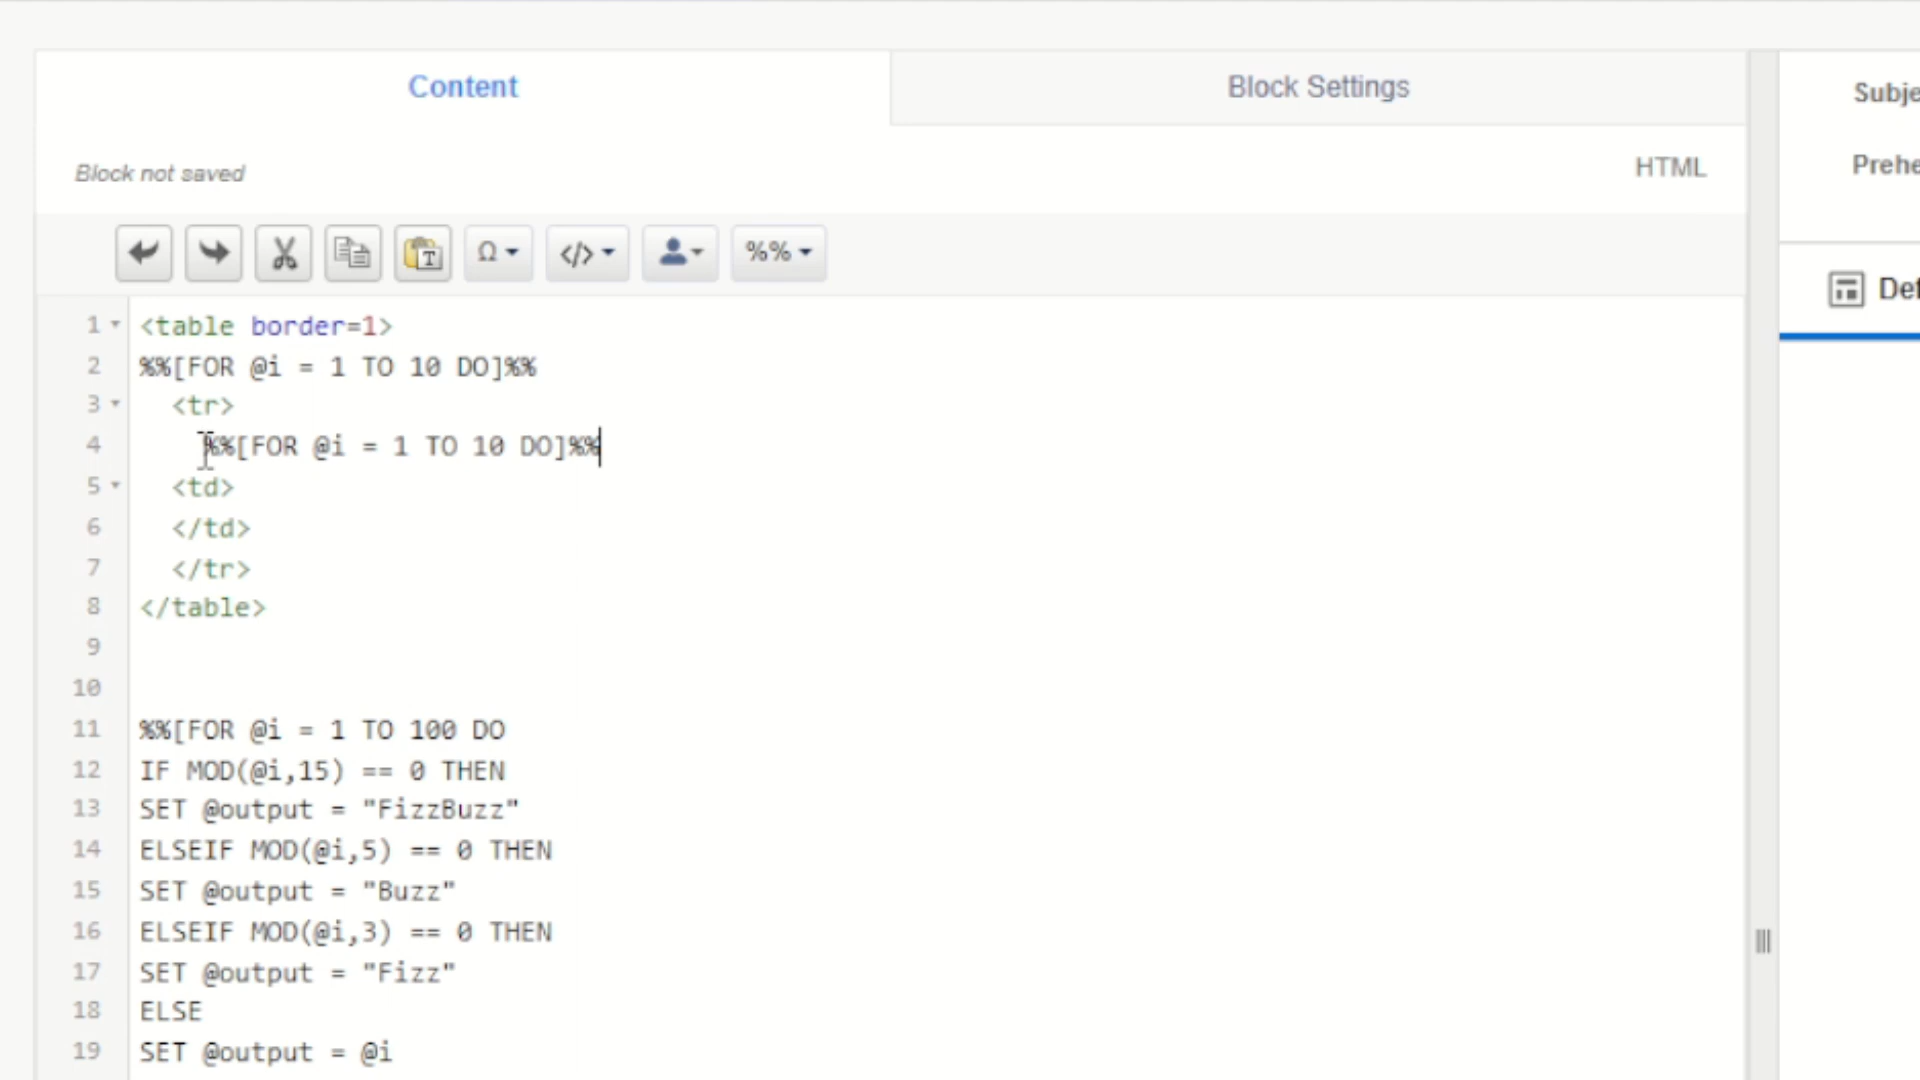 Content
Block Settings
Subje
Prehe
Block not saved
HTML
Ω
</>
%%
Def
1 <table border=1>
2 %%[FOR @i = 1 TO 10 DO]%%
3 <tr>
4 %%[FOR @i = 1 TO 10 DO]%%
5 <td>
6 </td>
7 </tr>
8 </table>
9
10
11 %%[FOR @i = 1 TO 100 DO
12 IF MOD(@i,15) == 0 THEN
13 SET @output = "FizzBuzz"
14 ELSEIF MOD(@i,5) == 0 THEN
15 SET @output = "Buzz"
16 ELSEIF MOD(@i,3) == 0 THEN
17 SET @output = "Fizz"
18 ELSE
19 SET @output = @i